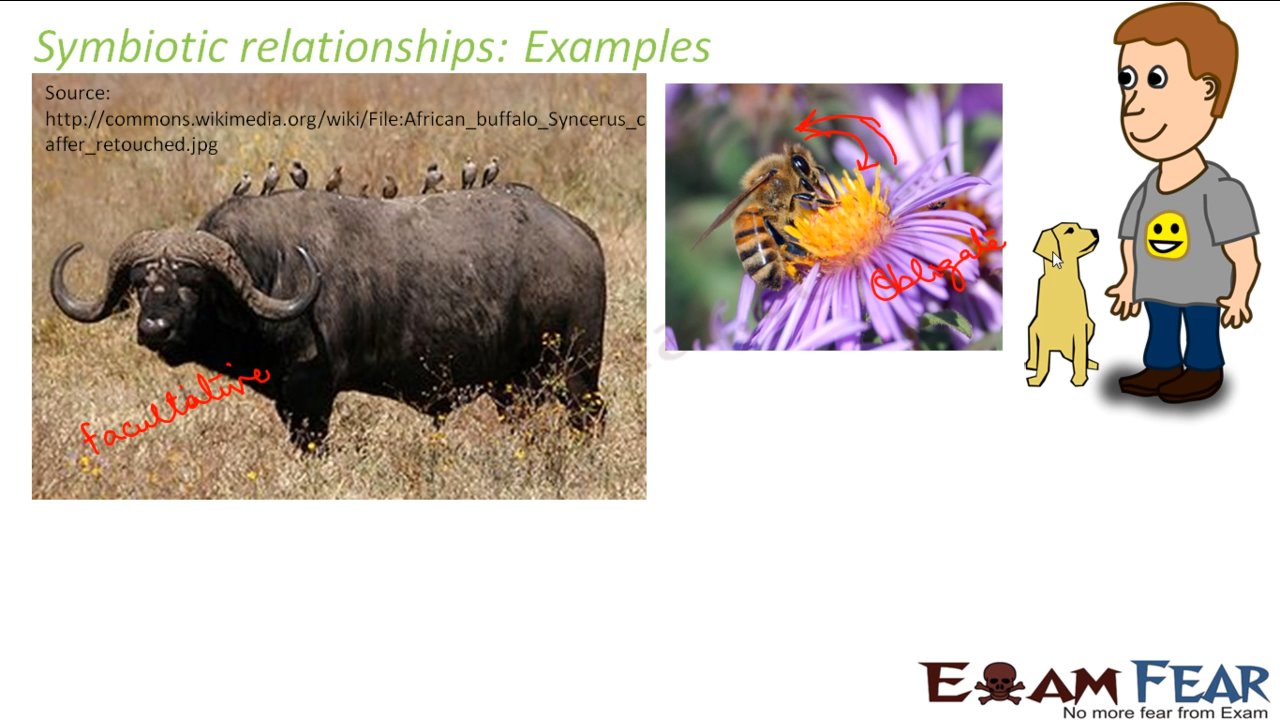 Symbiotic relationships: Examples
Source:
http://commons.wikimedia.org/wiki/File:African_buffalo_Syncerus_c
affer_retouched.jpg
facultative
Obligate
EXAM FEAR
No more fear from Exam